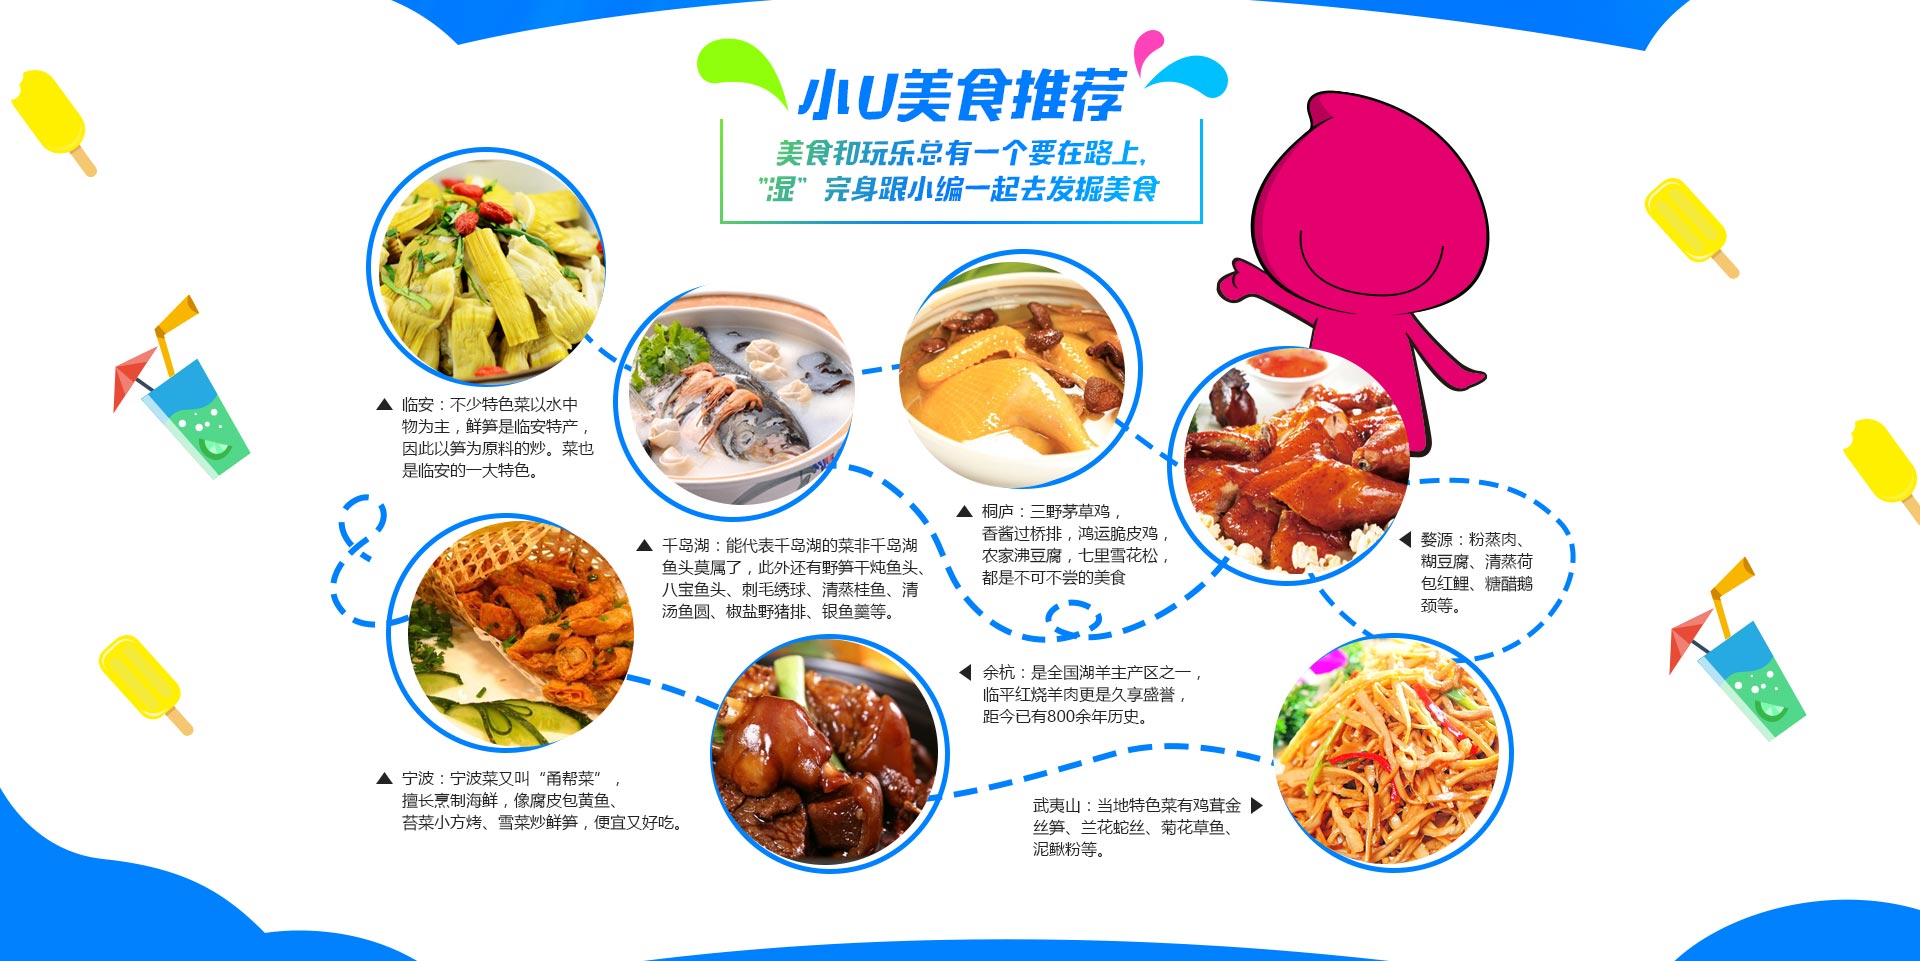 小U美食推荐
美食和玩乐总有一个要在路上,
"湿" 完身跟小编一起去发掘美食
临安：不少特色菜以水中
物为主，鲜笋是临安特产，
因此以笋为原料的炒。菜也
是临安的一大特色。
千岛湖：能代表千岛湖的菜非千岛湖
鱼头莫属了，此外还有野笋干炖鱼头、
八宝鱼头、刺毛绣球、清蒸桂鱼、清
汤鱼圆、椒盐野猪排、银鱼羹等。
桐庐：三野茅草鸡，
香酱过桥排，鸿运脆皮鸡，
农家沸豆腐，七里雪花松，
都是不可不尝的美食
婺源：粉蒸肉、
糊豆腐、清蒸荷
包红鲤、糖醋鹅
颈等。
宁波：宁波菜又叫“甬帮菜”，
擅长烹制海鲜，像腐皮包黄鱼、
苔菜小方烤、雪菜炒鲜笋，便宜又好吃。
余杭：是全国湖羊主产区之一，
临平红烧羊肉更是久享盛誉，
距今已有800余年历史。
武夷山：当地特色菜有鸡茸金
丝笋、兰花蛇丝、菊花草鱼、
泥鳅粉等。